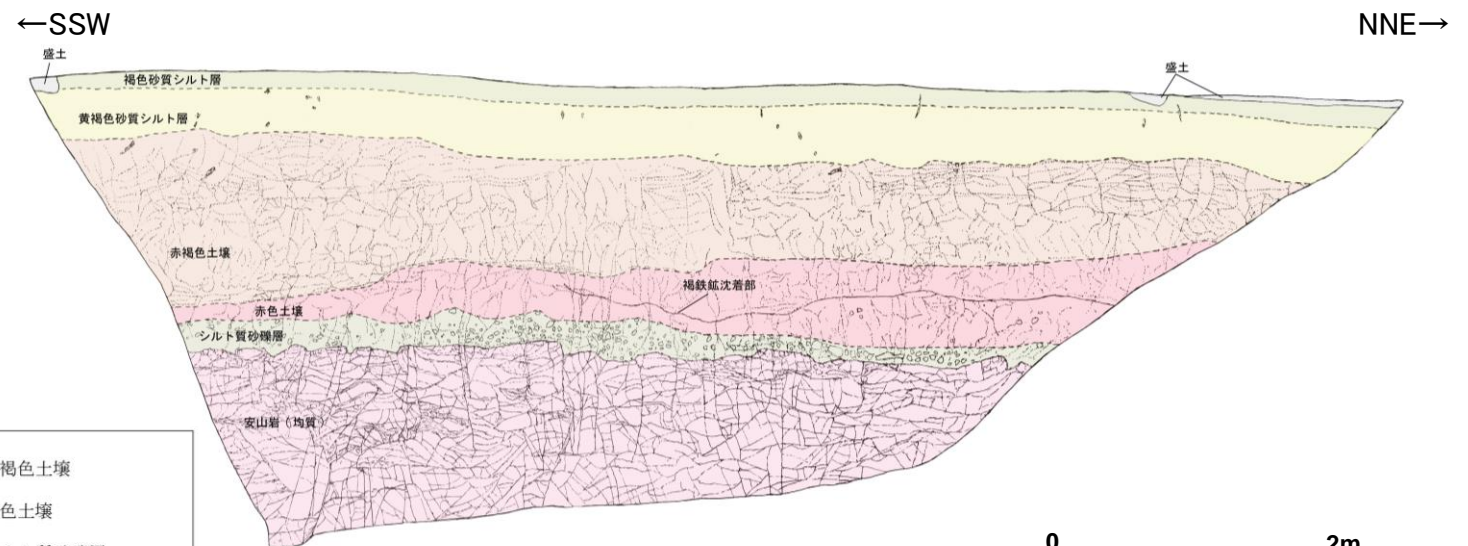 ←SSW
NNE→
盛土
盛土
褐色砂質シルト層
黄褐色砂質シルト層
赤褐色土壌
褐鉄鉱沈着部
赤色土壌
シルト質砂礫層
安山岩（均質）
褐色土壌
色土壌
0
2m